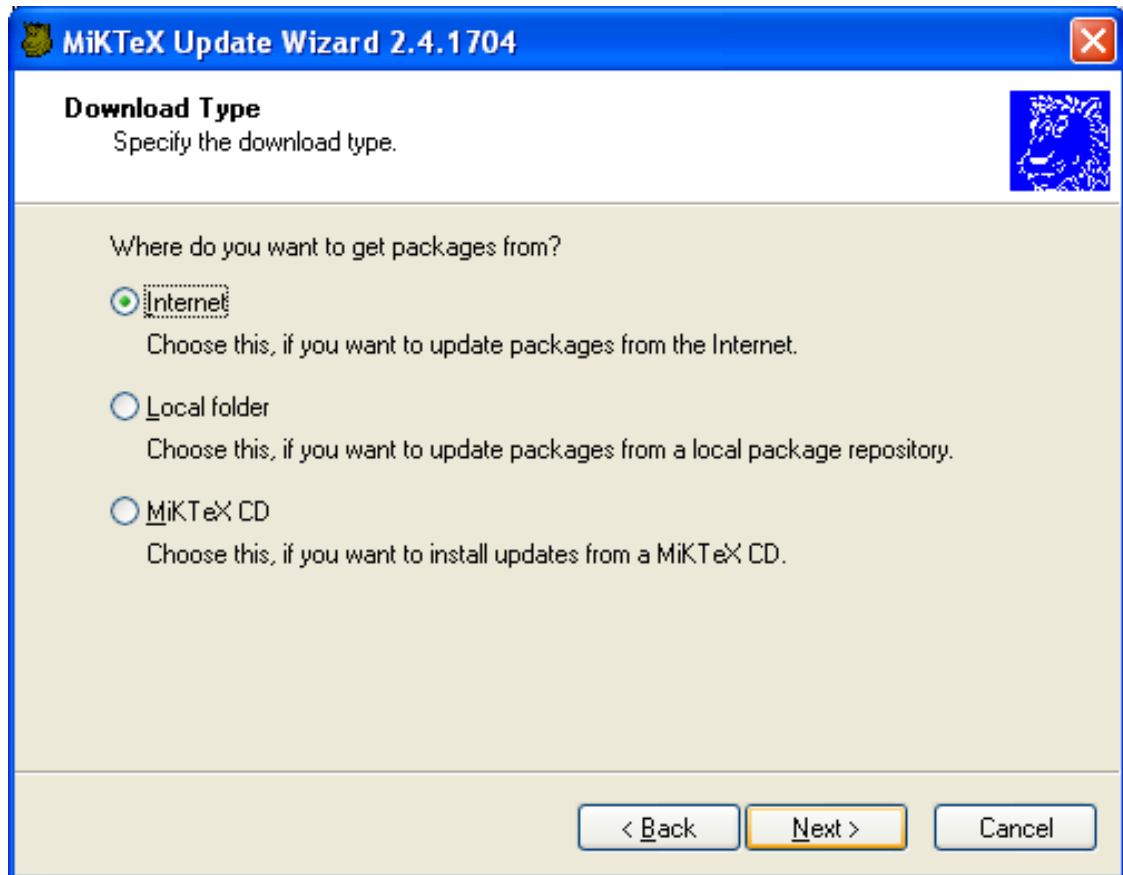 MiKTeX Update Wizard 2.4.1704
Download Type
Specify the download type.
Where do you want to get packages from?
Internet
Choose this, if you want to update packages from the Internet.
Local folder
Choose this, if you want to update packages from a local package repository.
MiKTeX CD
Choose this, if you want to install updates from a MiKTeX CD.
< Back Next > Cancel